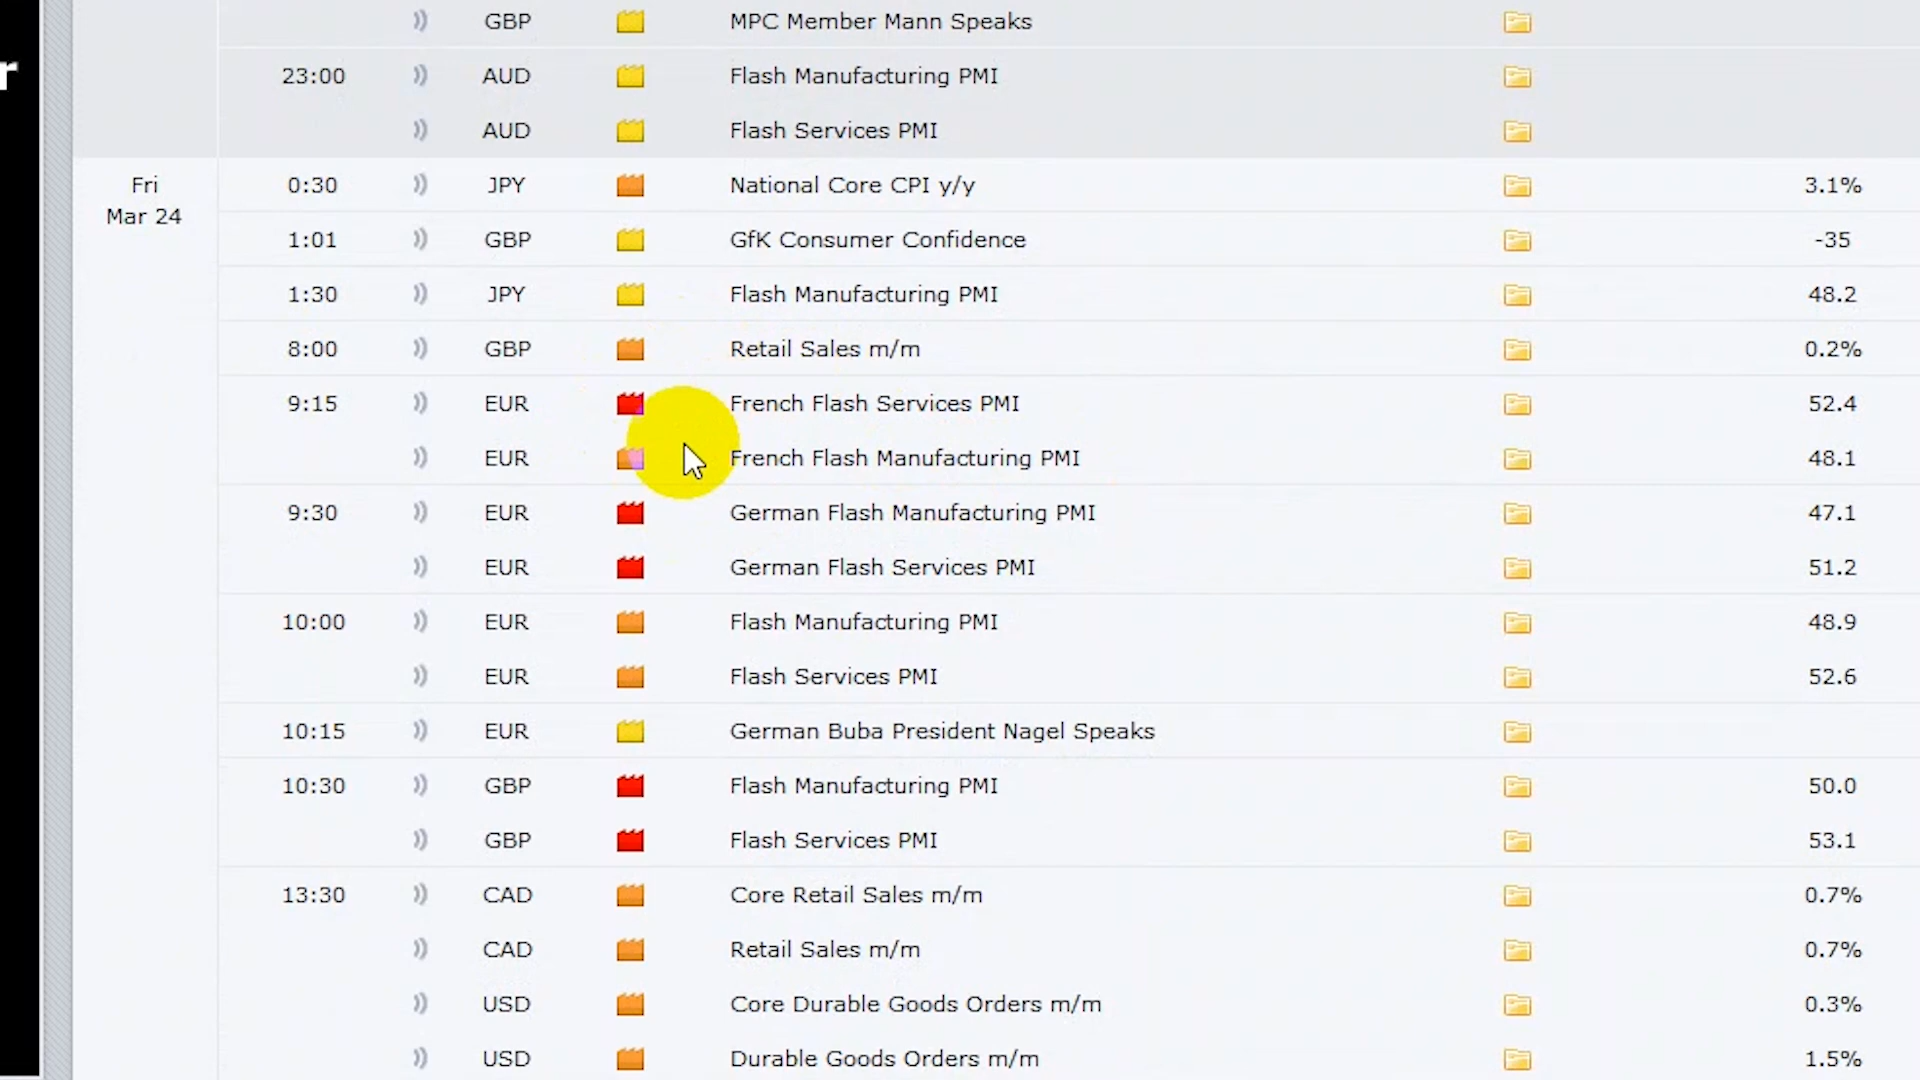 r
GBP MPC Member Mann Speaks
23:00 AUD Flash Manufacturing PMI
AUD Flash Services PMI
Fri 0:30 JPY National Core CPI y/y 3.1%
Mar 24
1:01 GBP GfK Consumer Confidence -35
1:30 JPY Flash Manufacturing PMI 48.2
8:00 GBP Retail Sales m/m 0.2%
9:15 EUR French Flash Services PMI 52.4
EUR French Flash Manufacturing PMI 48.1
9:30 EUR German Flash Manufacturing PMI 47.1
EUR German Flash Services PMI 51.2
10:00 EUR Flash Manufacturing PMI 48.9
EUR Flash Services PMI 52.6
10:15 EUR German Buba President Nagel Speaks
10:30 GBP Flash Manufacturing PMI 50.0
GBP Flash Services PMI 53.1
13:30 CAD Core Retail Sales m/m 0.7%
CAD Retail Sales m/m 0.7%
USD Core Durable Goods Orders m/m 0.3%
USD Durable Goods Orders m/m 1.5%